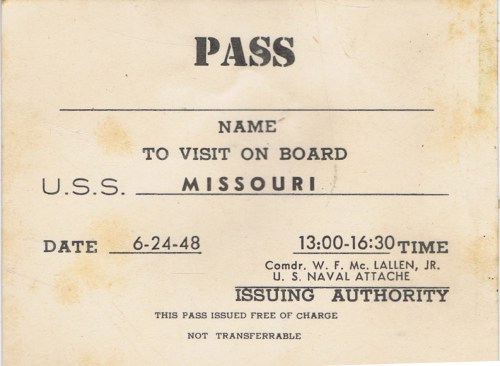 PASS
NAME
TO VISIT ON BOARD
U.S.S. MISSOURI
DATE 6-24-48 13:00-16:30 TIME
Comdr. W. F. Mc. LALLEN, JR.
U. S. NAVAL ATTACHE
ISSUING AUTHORITY
THIS PASS ISSUED FREE OF CHARGE
NOT TRANSFERRABLE